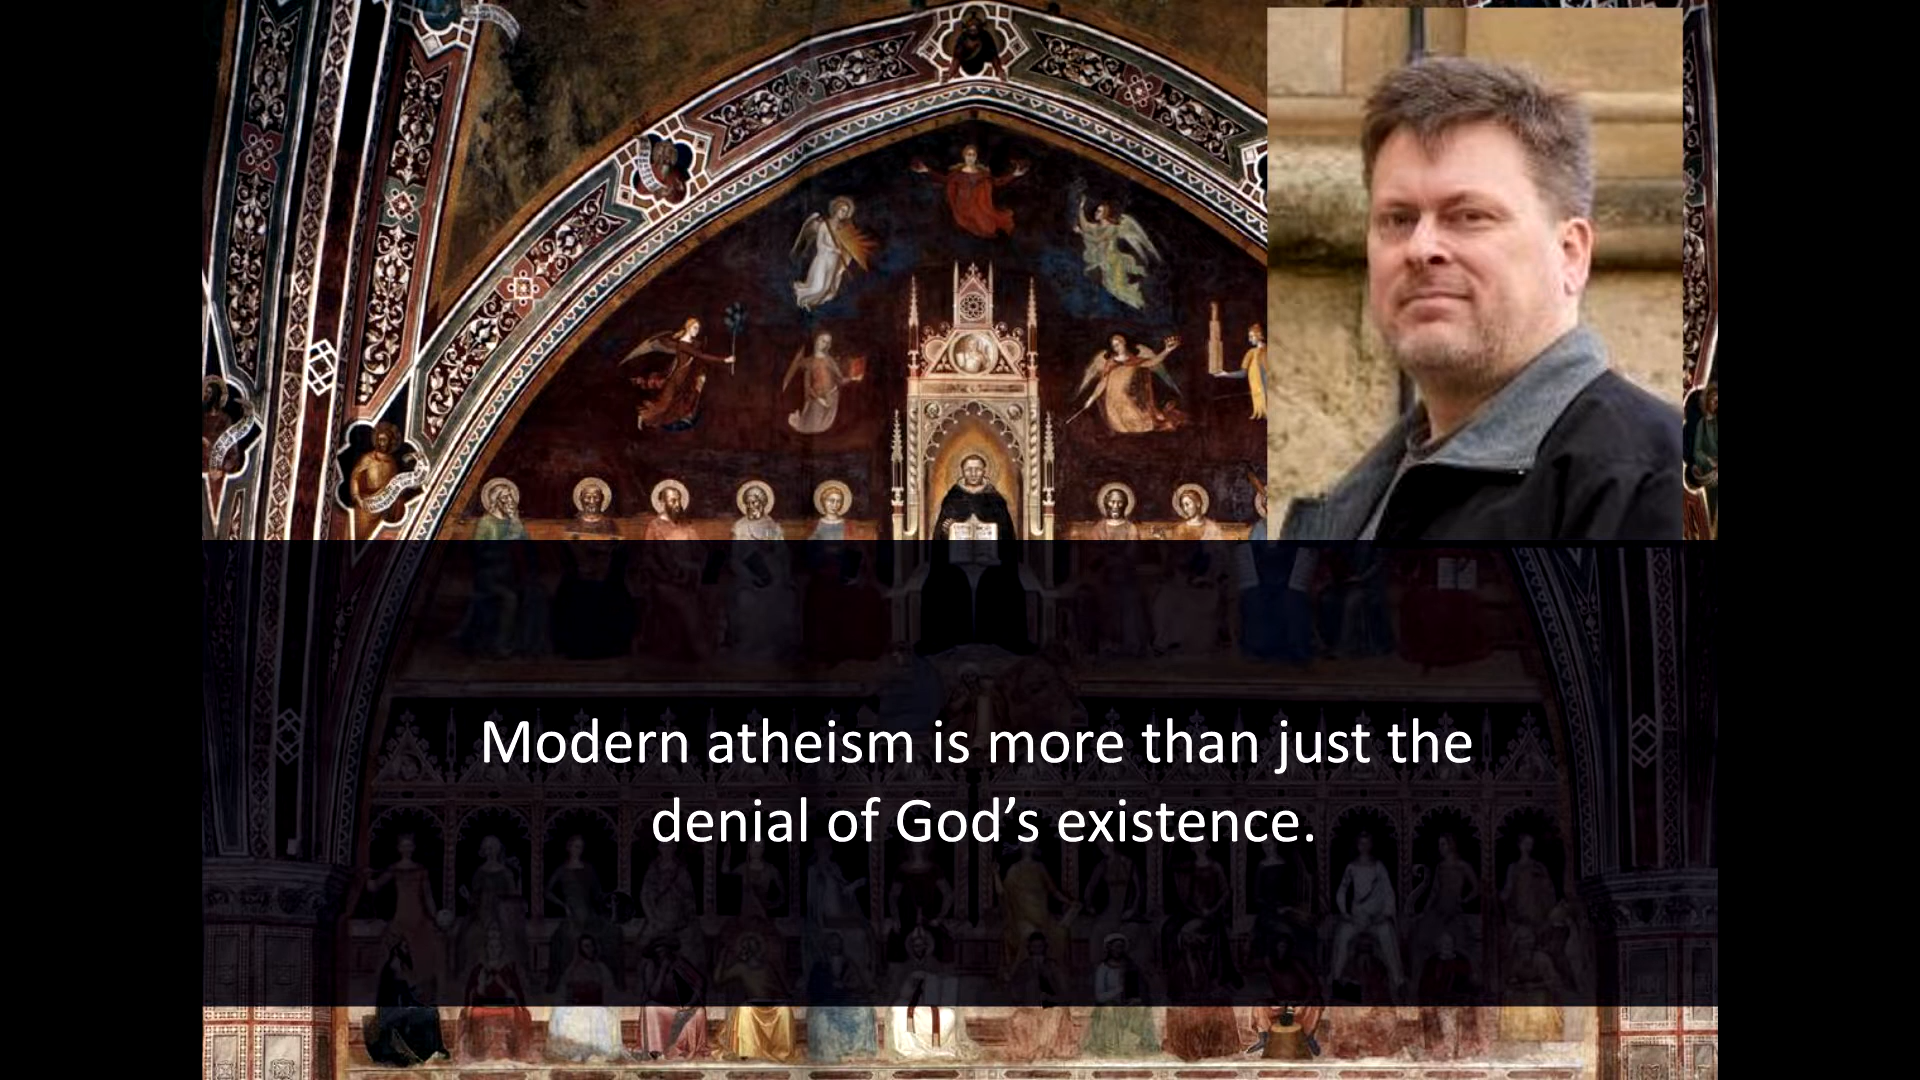 Modern atheism is more than just the
denial of God’s existence.